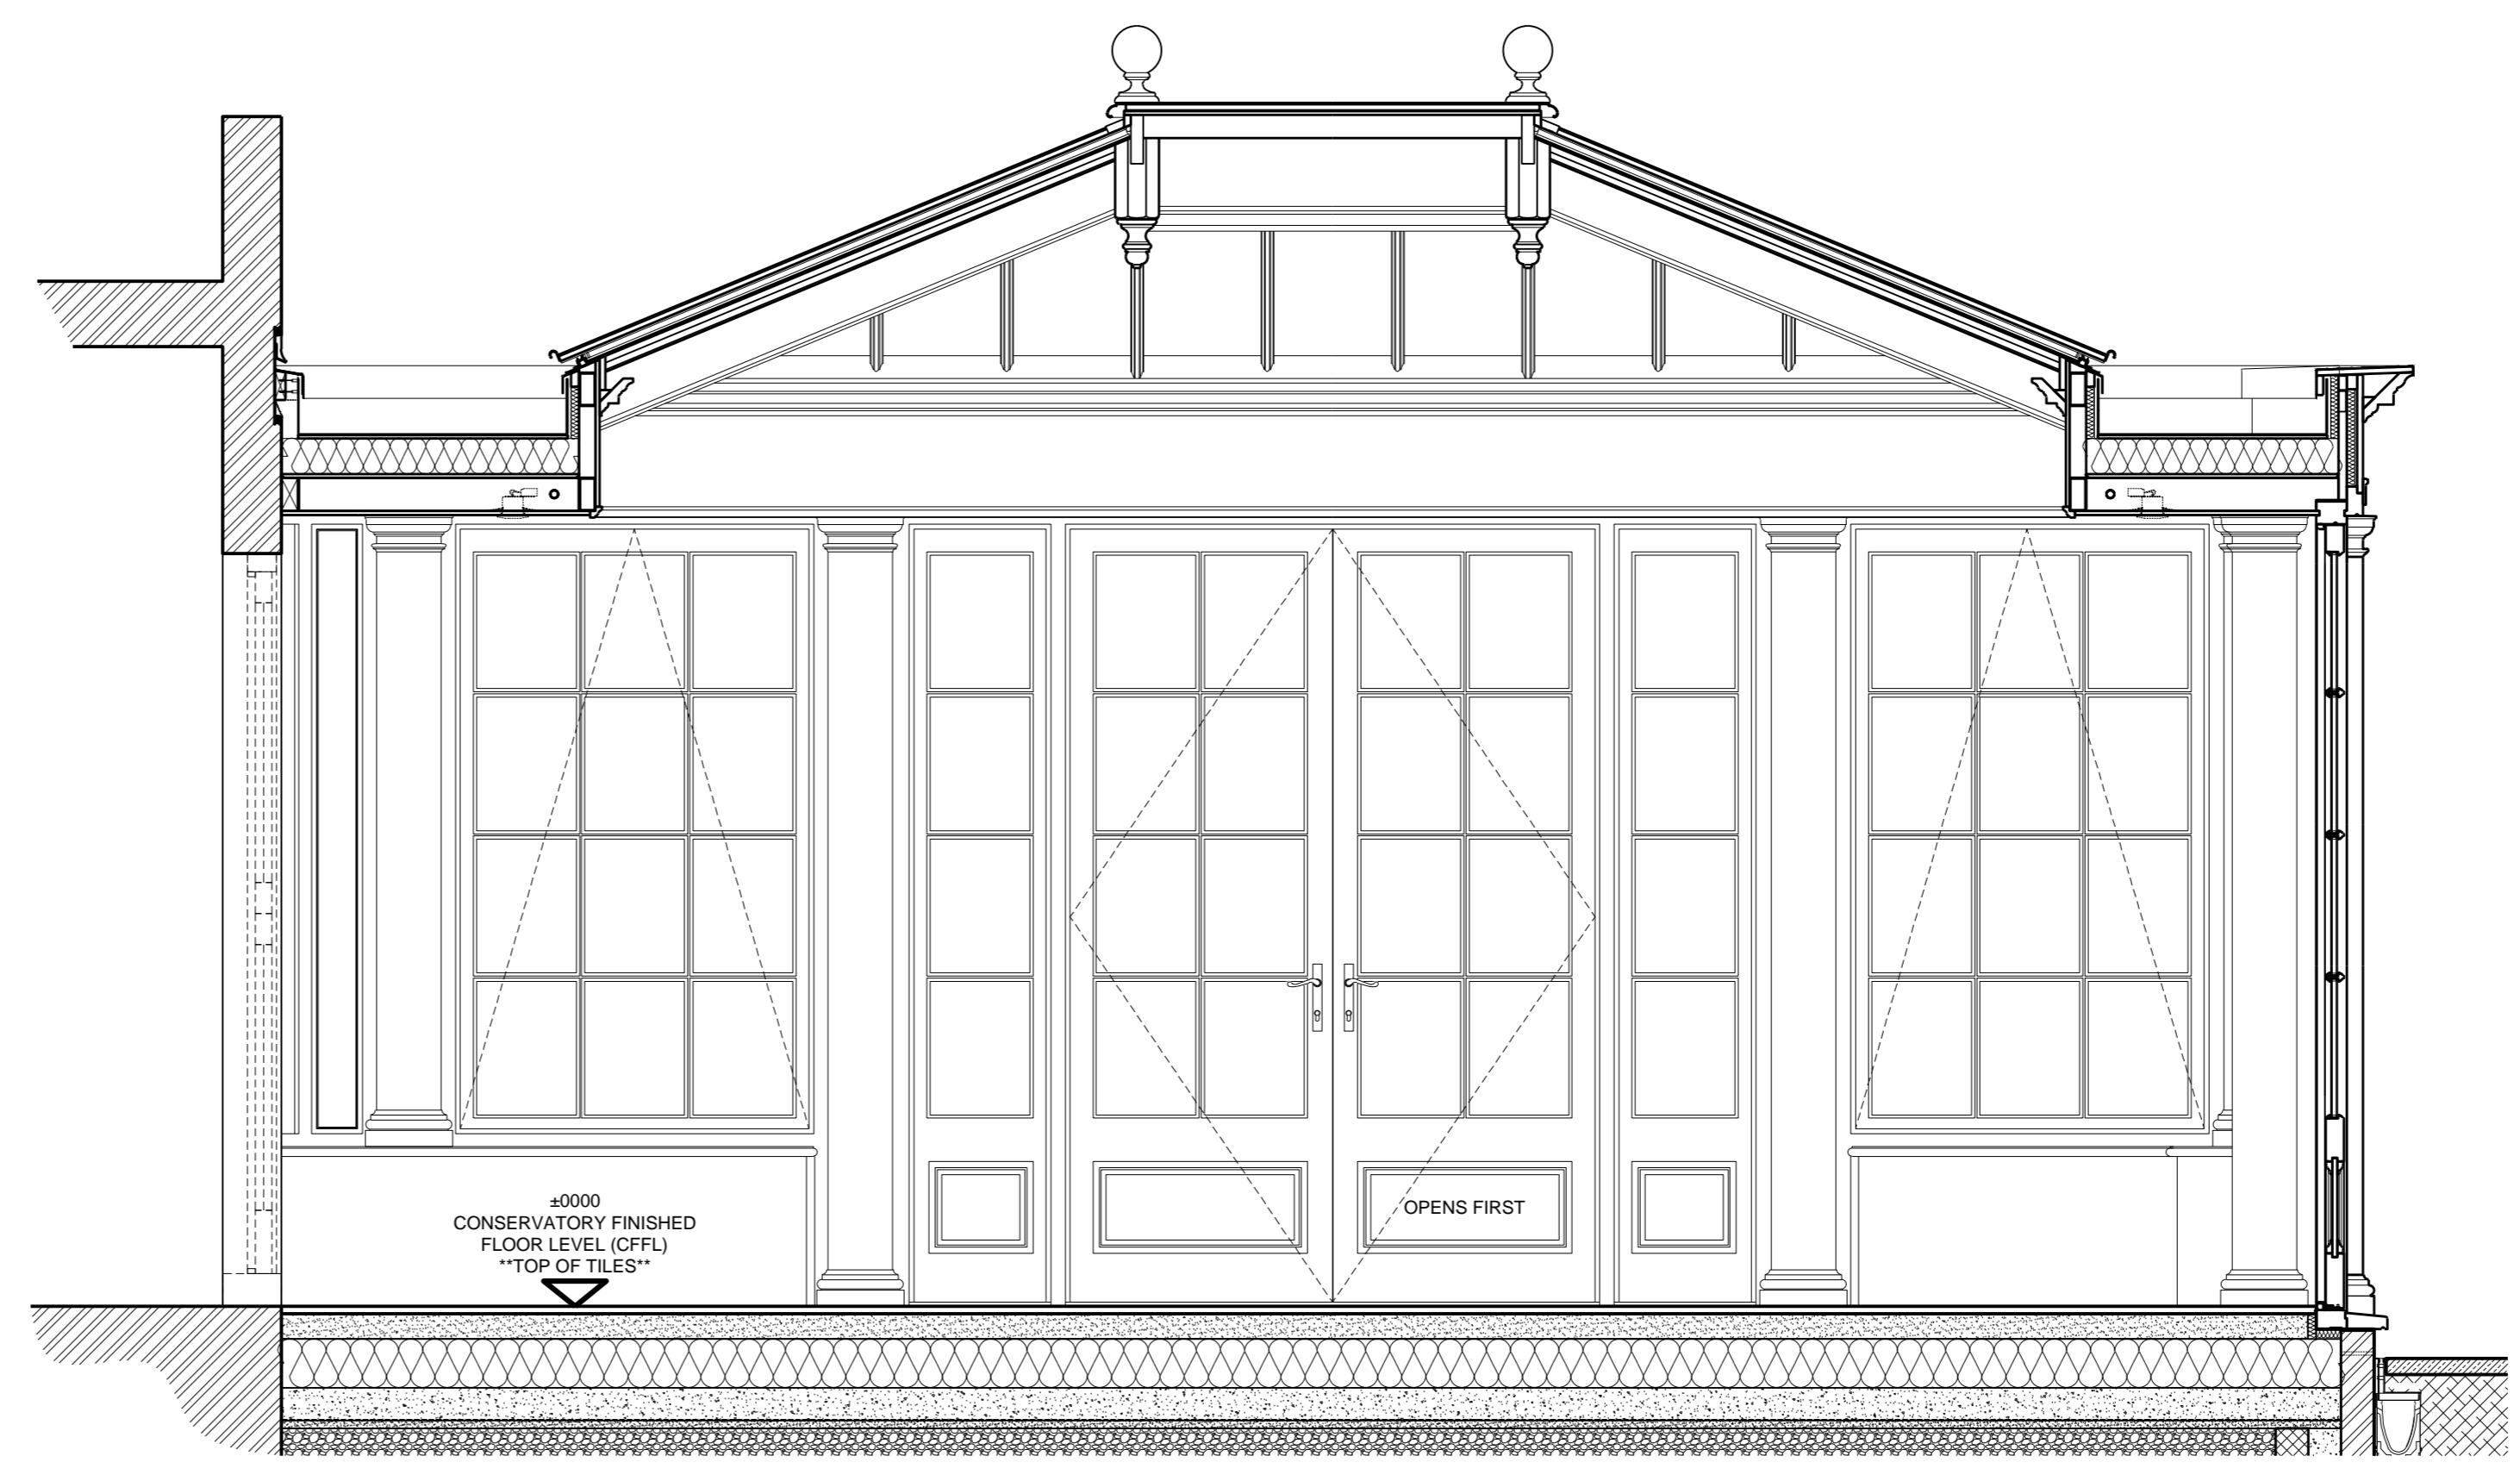 ±0000
CONSERVATORY FINISHED
FLOOR LEVEL (CFFL)
**TOP OF TILES**
OPENS FIRST